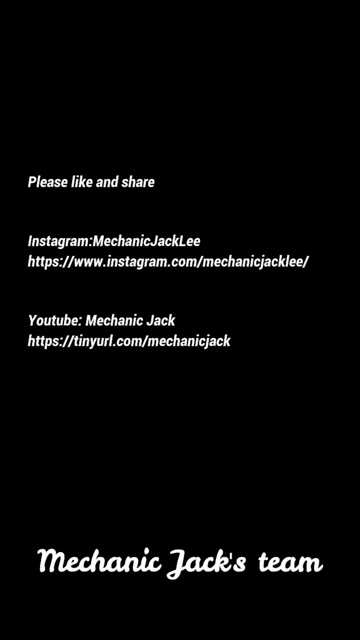 Please like and share
Instagram:MechanicJackLee
https://www.instagram.com/mechanicjacklee/
Youtube: Mechanic Jack
https://tinyurl.com/mechanicjack
Mechanic Jack's team